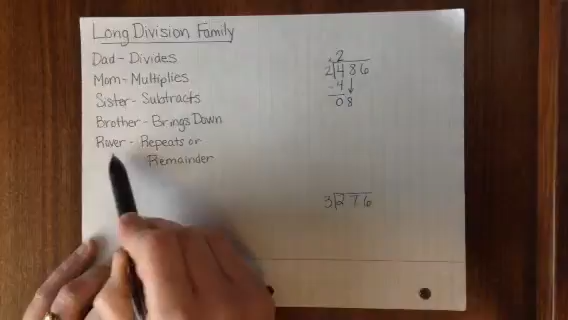 Long Division Family
Dad - Divides
Mom - Multiplies
Sister - Subtracts
Brother - Brings Down
Rover - Repeats or
Remainder
2
2 486
-4
08
3 276